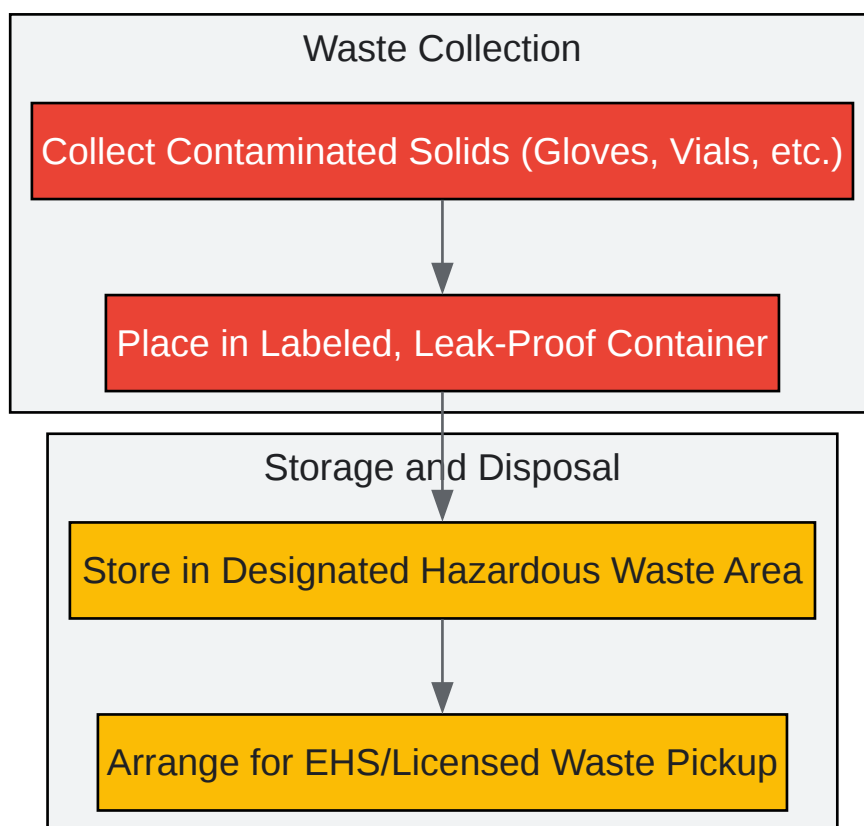 Waste Collection
Collect Contaminated Solids (Gloves, Vials, etc.)
Place in Labeled, Leak-Proof Container
Storage and Disposal
Store in Designated Hazardous Waste Area
Arrange for EHS/Licensed Waste Pickup